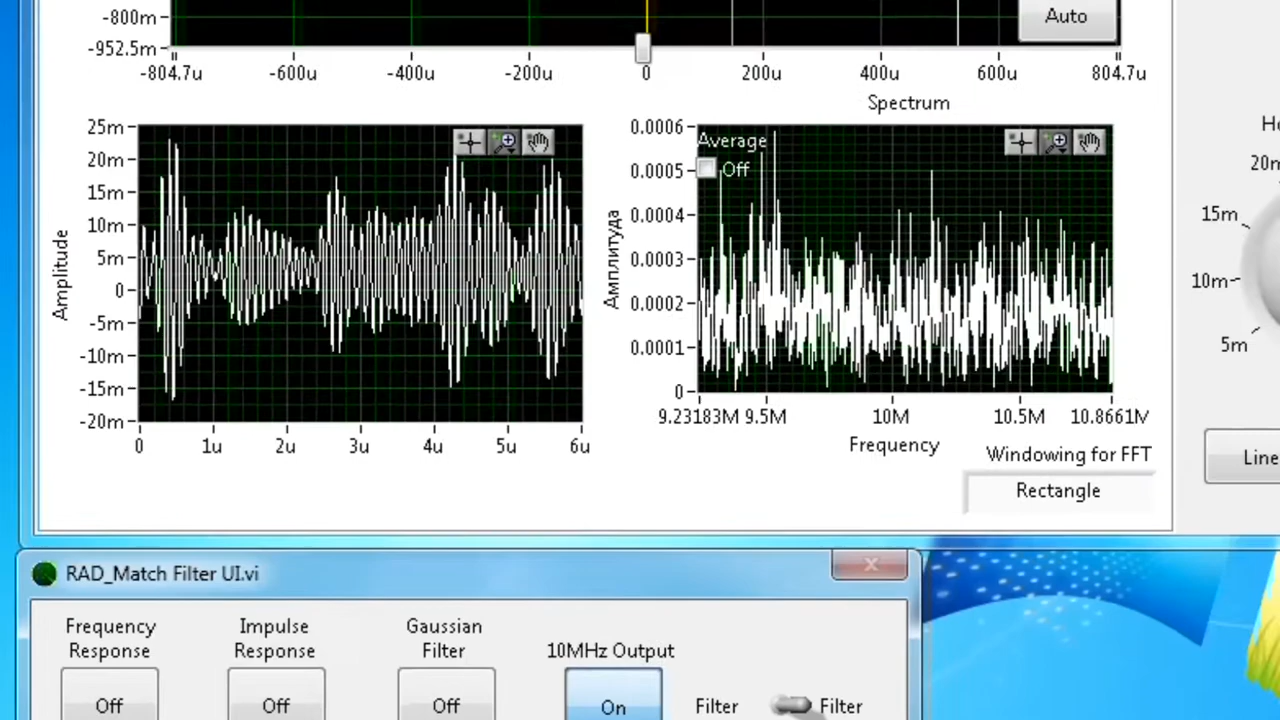 -800m
Auto
-952.5m
-804.7u -600u -400u -200u 0 200u 400u 600u 804.7u
Spectrum
25m
20m
15m
10m
5m
0
-5m
-10m
-15m
-20m
Amplitude
0 1u 2u 3u 4u 5u 6u
0.0006
0.0005
0.0004
0.0003
0.0002
0.0001
0
Амплитуда
Average
Off
9.23183M 9.5M 10M 10.5M 10.8661M
Frequency
Windowing for FFT
Rectangle
20m
15m
10m
5m
Line
RAD_Match Filter UI.vi
Frequency
Response
Off
Impulse
Response
Off
Gaussian
Filter
Off
10MHz Output
On
Filter
Filter